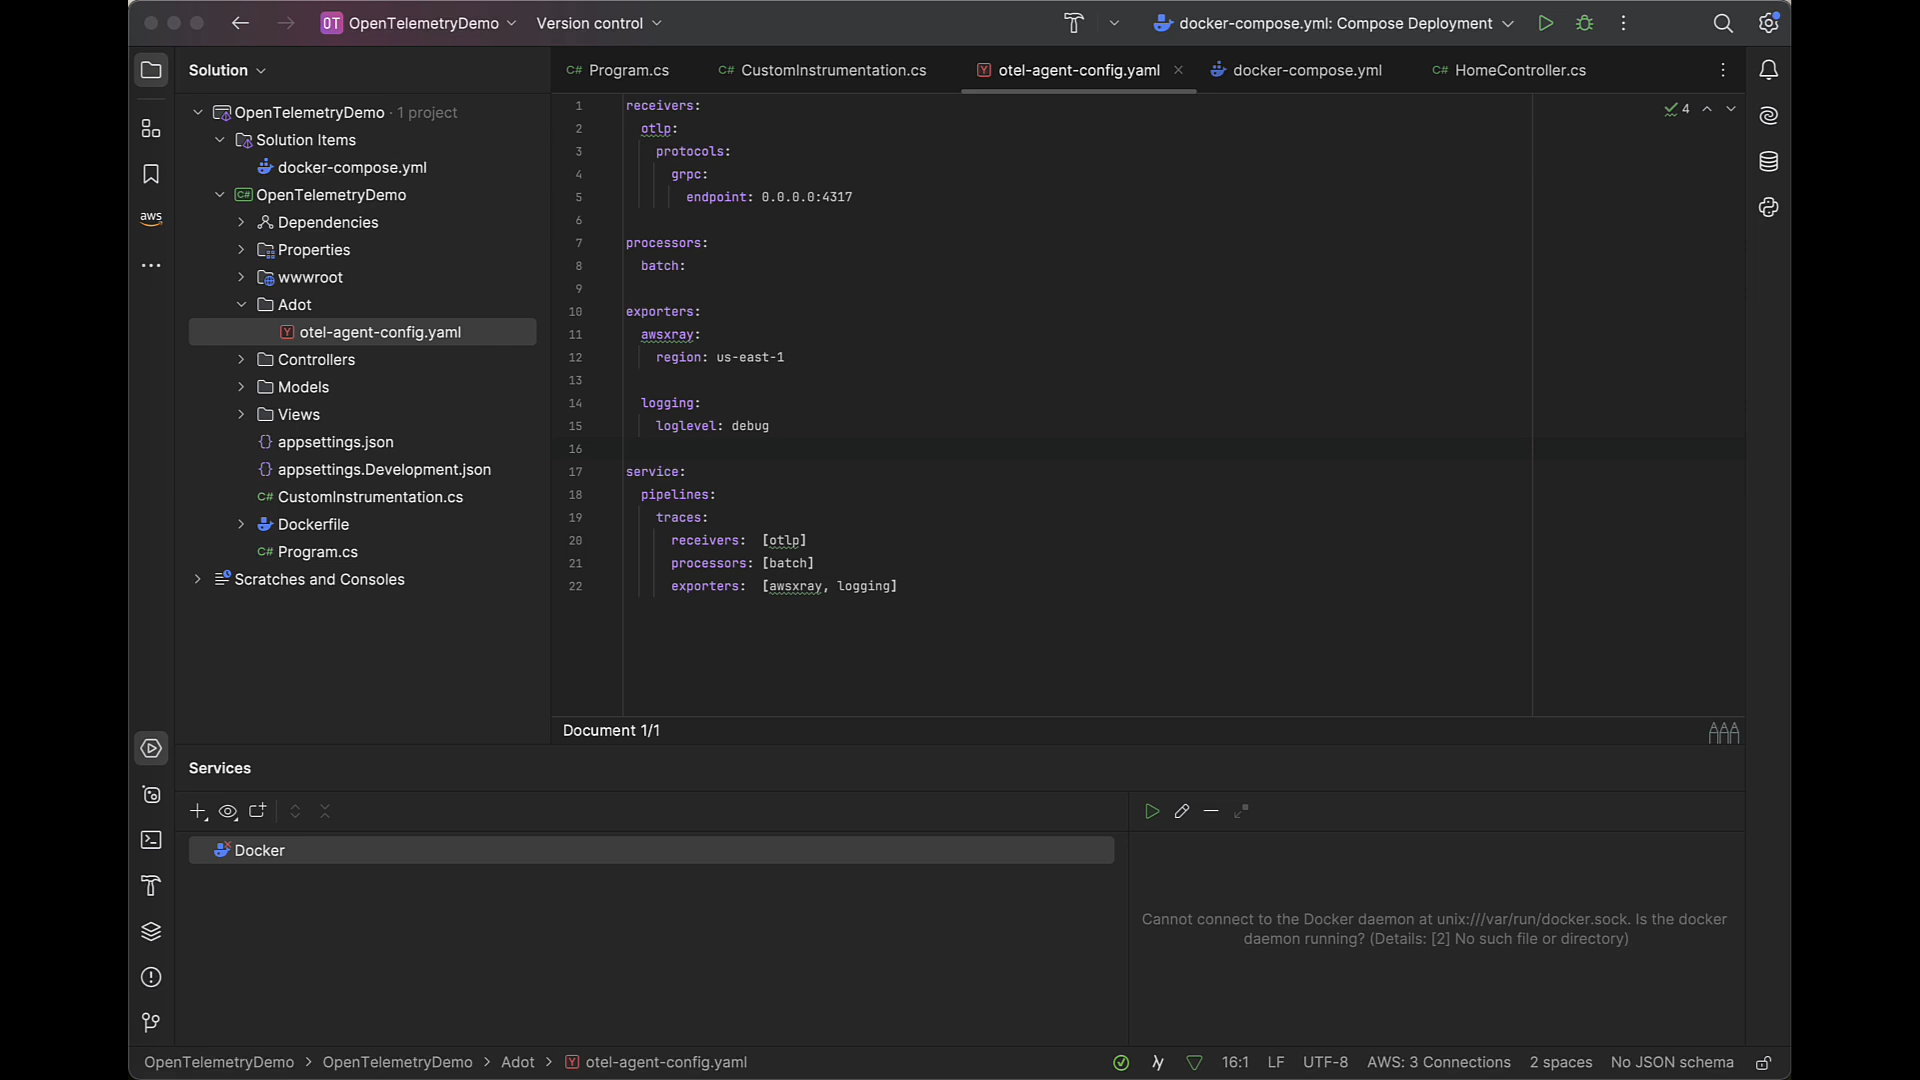 OT OpenTelemetryDemo Version control docker-compose.yml: Compose Deployment
Solution
C# Program.cs C# CustomInstrumentation.cs Y otel-agent-config.yaml docker-compose.yml C# HomeController.cs
OpenTelemetryDemo · 1 project
Solution Items
docker-compose.yml
C# OpenTelemetryDemo
Dependencies
Properties
wwwroot
Adot
Y otel-agent-config.yaml
Controllers
Models
Views
{} appsettings.json
{} appsettings.Development.json
C# CustomInstrumentation.cs
Dockerfile
C# Program.cs
Scratches and Consoles
aws
1 receivers:
2 otlp:
3 protocols:
4 grpc:
5 endpoint: 0.0.0.0:4317
6
7 processors:
8 batch:
9
10 exporters:
11 awsxray:
12 region: us-east-1
13
14 logging:
15 loglevel: debug
16
17 service:
18 pipelines:
19 traces:
20 receivers: [otlp]
21 processors: [batch]
22 exporters: [awsxray, logging]
4
Document 1/1
Services
Docker
Cannot connect to the Docker daemon at unix:///var/run/docker.sock. Is the docker
daemon running? (Details: [2] No such file or directory)
OpenTelemetryDemo > OpenTelemetryDemo > Adot > Y otel-agent-config.yaml
16:1 LF UTF-8 AWS: 3 Connections 2 spaces No JSON schema